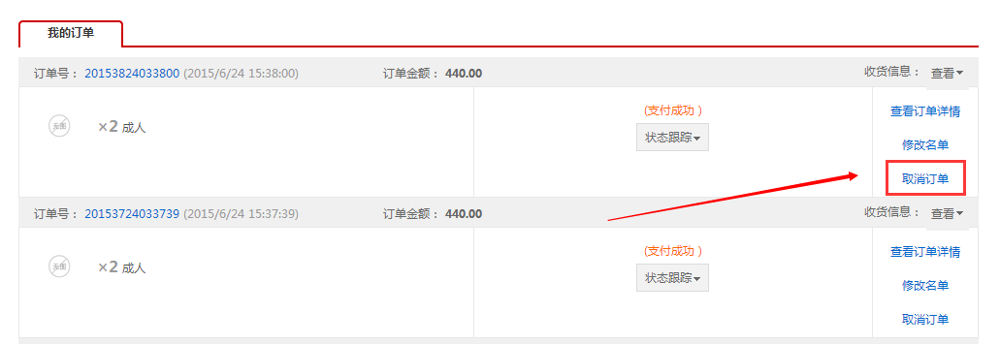 我的订单
订单号： 20153824033800 (2015/6/24 15:38:00) 订单金额： 440.00 收货信息： 查看
无图 ×2 成人 (支付成功 ) 查看订单详情
状态跟踪 修改名单
取消订单
订单号： 20153724033739 (2015/6/24 15:37:39) 订单金额： 440.00 收货信息： 查看
无图 ×2 成人 (支付成功 ) 查看订单详情
状态跟踪 修改名单
取消订单